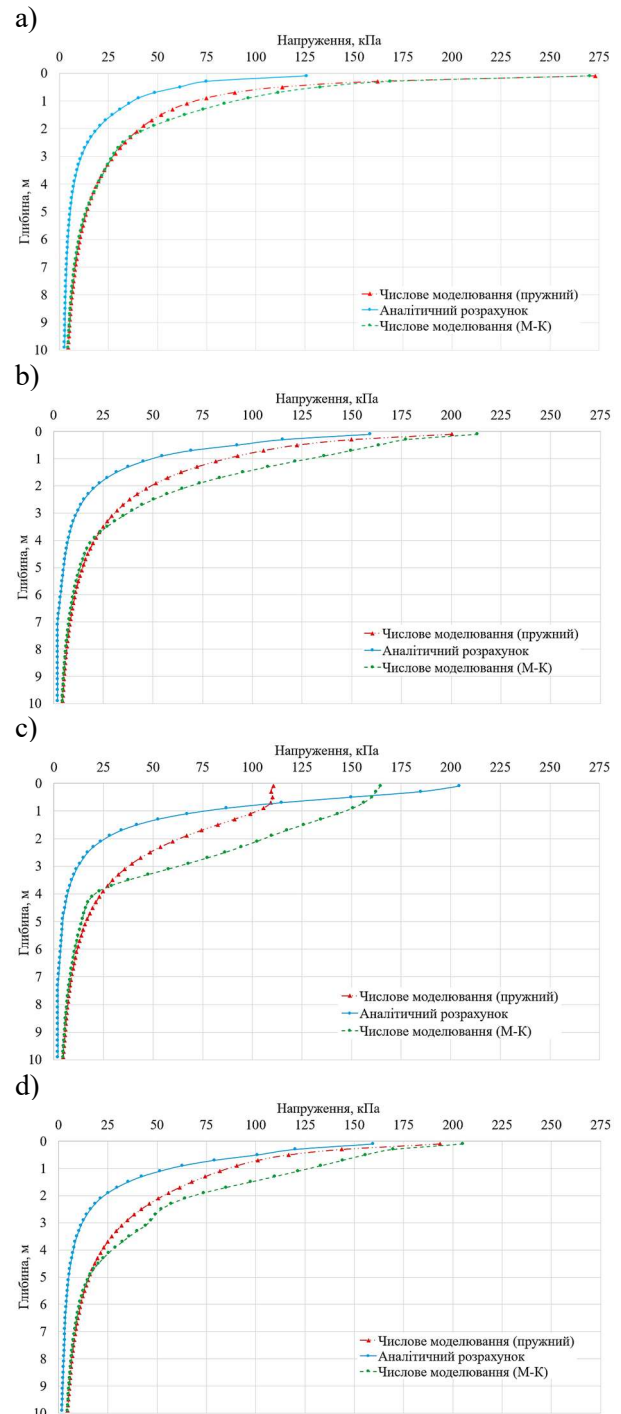 a)
Напруження, кПа
0 25 50 75 100 125 150 175 200 225 250 275
Глибина, м
0
1
2
3
4
5
6
7
8
9
10
Числове моделювання (пружний)
Аналітичний розрахунок
Числове моделювання (М-К)
b)
Напруження, кПа
0 25 50 75 100 125 150 175 200 225 250 275
Глибина, м
0
1
2
3
4
5
6
7
8
9
10
Числове моделювання (пружний)
Аналітичний розрахунок
Числове моделювання (М-К)
c)
Напруження, кПа
0 25 50 75 100 125 150 175 200 225 250 275
Глибина, м
0
1
2
3
4
5
6
7
8
9
10
Числове моделювання (пружний)
Аналітичний розрахунок
Числове моделювання (М-К)
d)
Напруження, кПа
0 25 50 75 100 125 150 175 200 225 250 275
Глибина, м
0
1
2
3
4
5
6
7
8
9
10
Числове моделювання (пружний)
Аналітичний розрахунок
Числове моделювання (М-К)